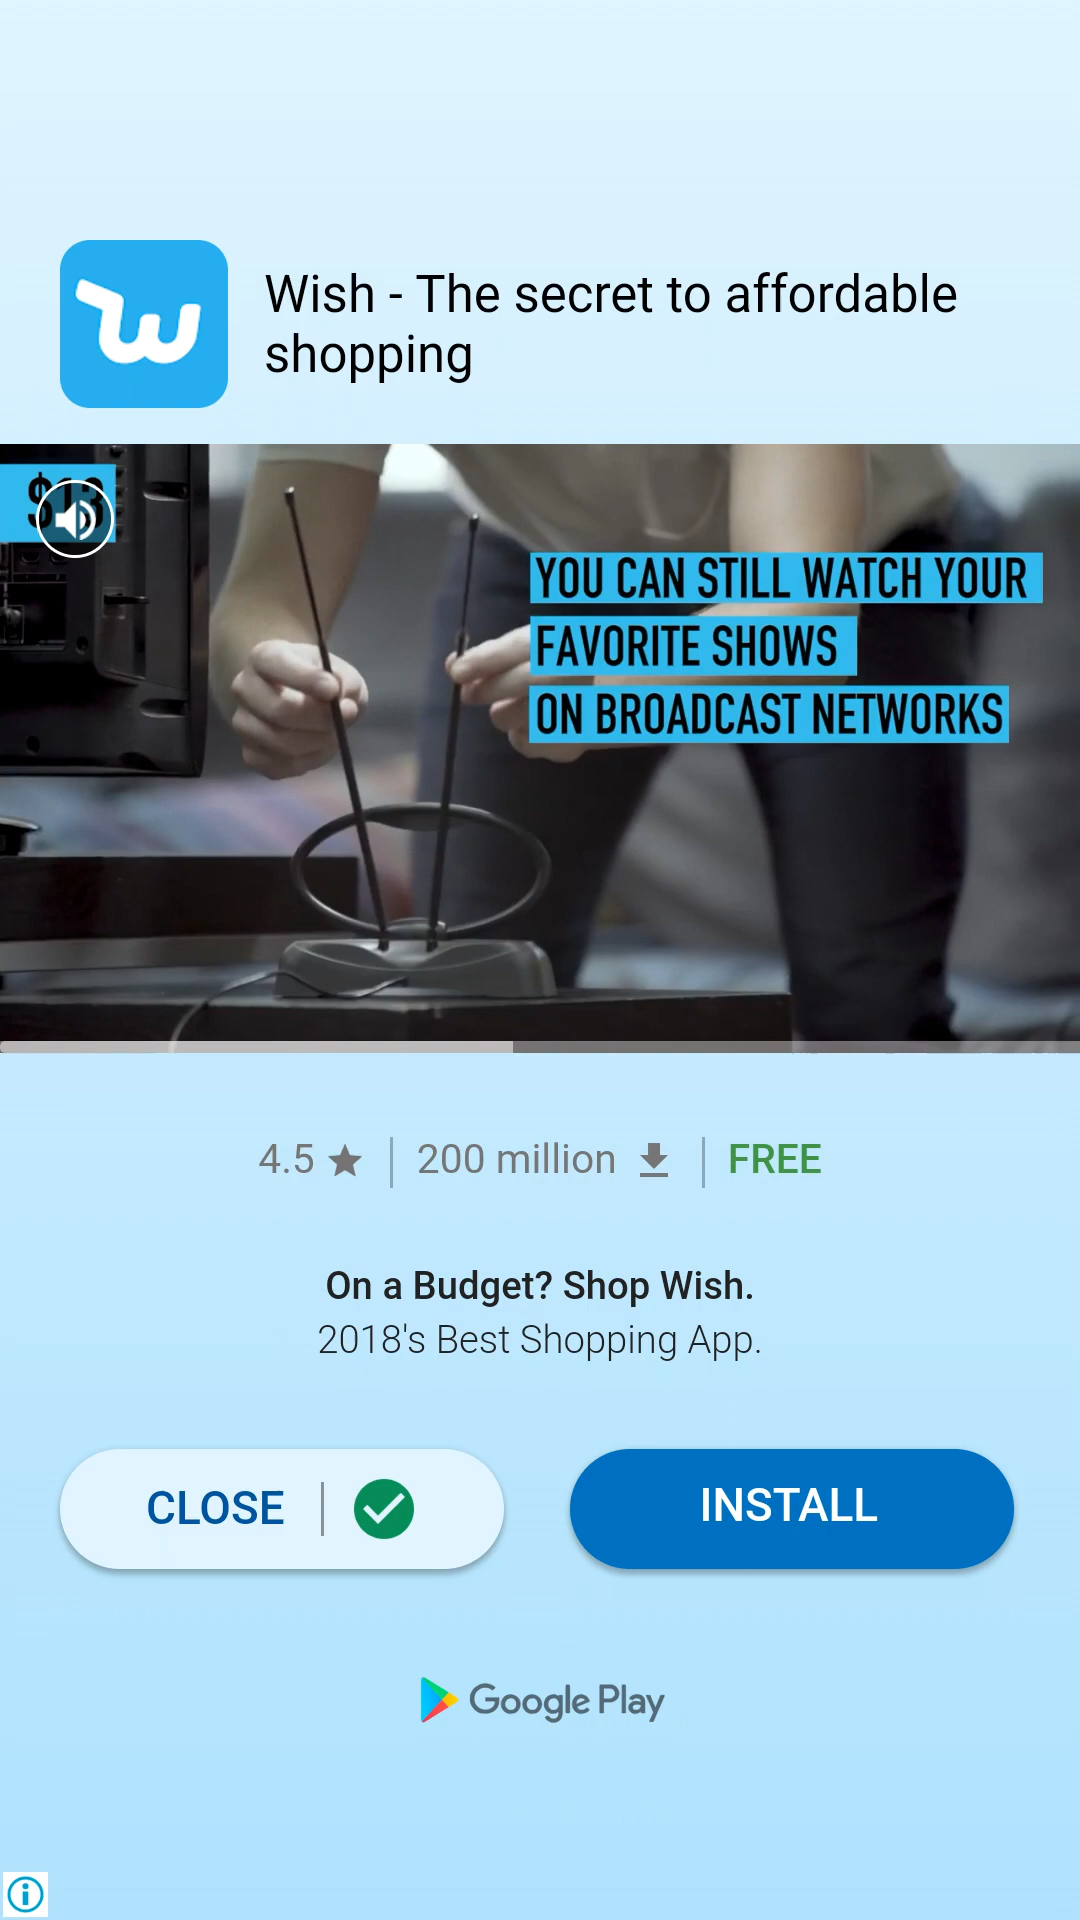 Wish - The secret to affordable
shopping
YOU CAN STILL WATCH YOUR
FAVORITE SHOWS
ON BROADCAST NETWORKS
4.5
200 million
FREE
On a Budget? Shop Wish.
2018's Best Shopping App.
CLOSE
INSTALL
Google Play